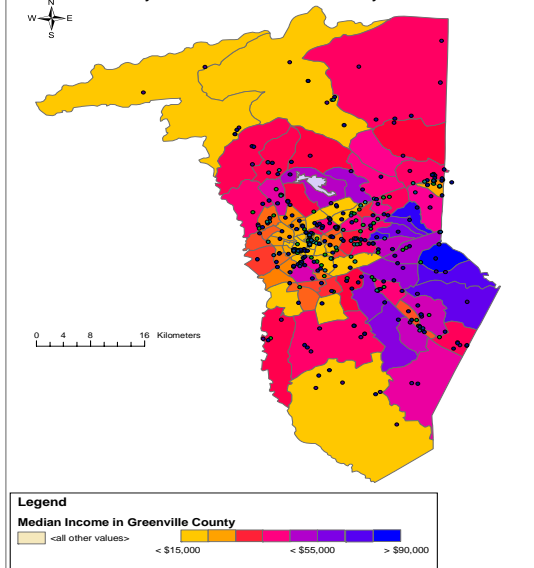 N
W E
S
0 4 8 16 Kilometers
Legend
Median Income in Greenville County
<all other values>
< $15,000 < $55,000 > $90,000